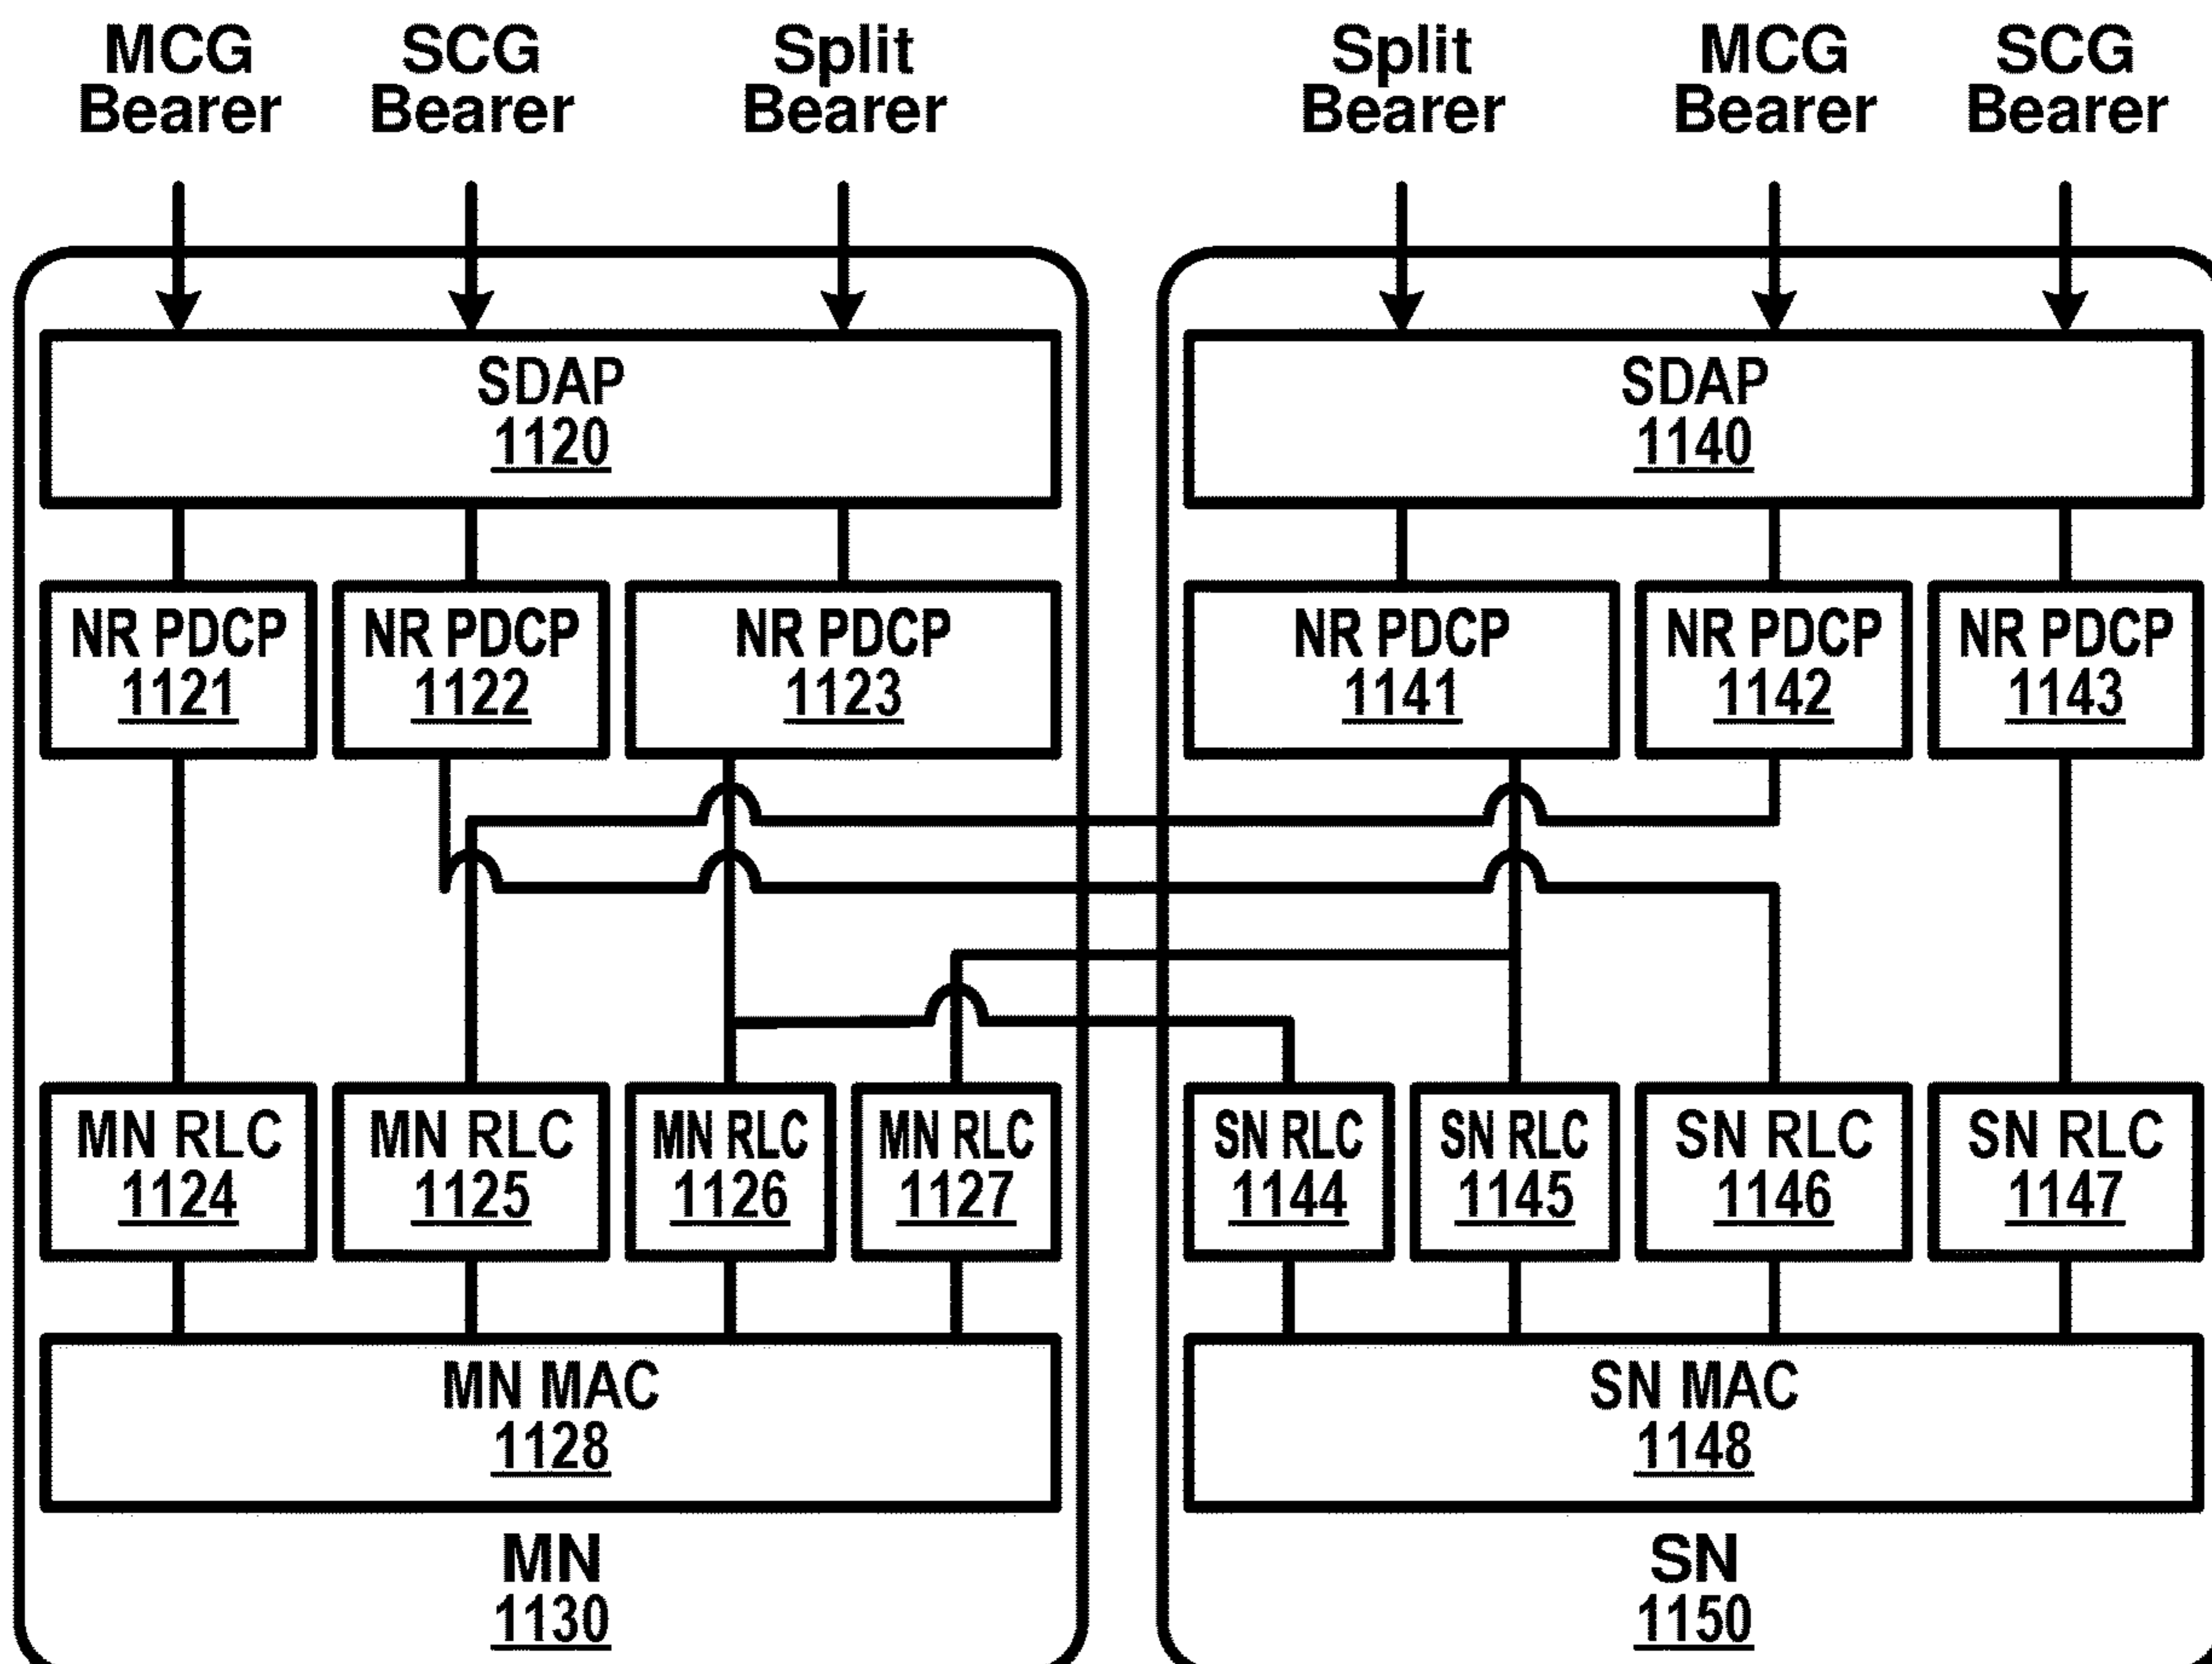 MCG
Bearer
SCG
Bearer
Split
Bearer
Split
Bearer
MCG
Bearer
SCG
Bearer
SDAP
1120
SDAP
1140
NR PDCP
1121
NR PDCP
1122
NR PDCP
1123
NR PDCP
1141
NR PDCP
1142
NR PDCP
1143
MN RLC
1124
MN RLC
1125
MN RLC
1126
MN RLC
1127
SN RLC
1144
SN RLC
1145
SN RLC
1146
SN RLC
1147
MN MAC
1128
SN MAC
1148
MN
1130
SN
1150